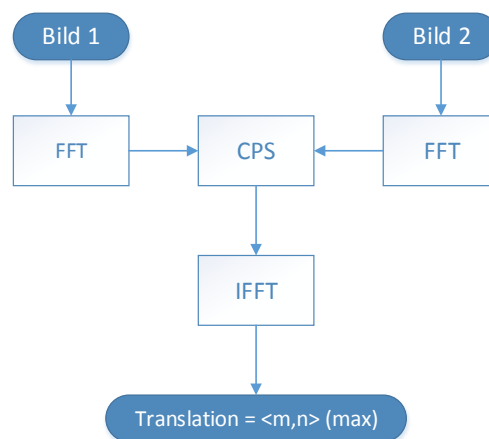 Bild 1
Bild 2
FFT
CPS
FFT
IFFT
Translation = <m,n> (max)